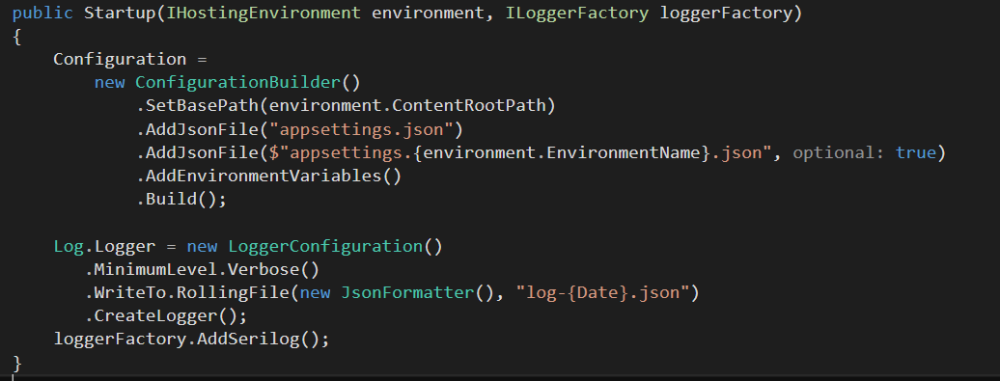 public Startup(IHostingEnvironment environment, ILoggerFactory loggerFactory)
{
    Configuration =
        new ConfigurationBuilder()
            .SetBasePath(environment.ContentRootPath)
            .AddJsonFile("appsettings.json")
            .AddJsonFile($"appsettings.{environment.EnvironmentName}.json", optional: true)
            .AddEnvironmentVariables()
            .Build();

    Log.Logger = new LoggerConfiguration()
       .MinimumLevel.Verbose()
       .WriteTo.RollingFile(new JsonFormatter(), "log-{Date}.json")
       .CreateLogger();
    loggerFactory.AddSerilog();
}